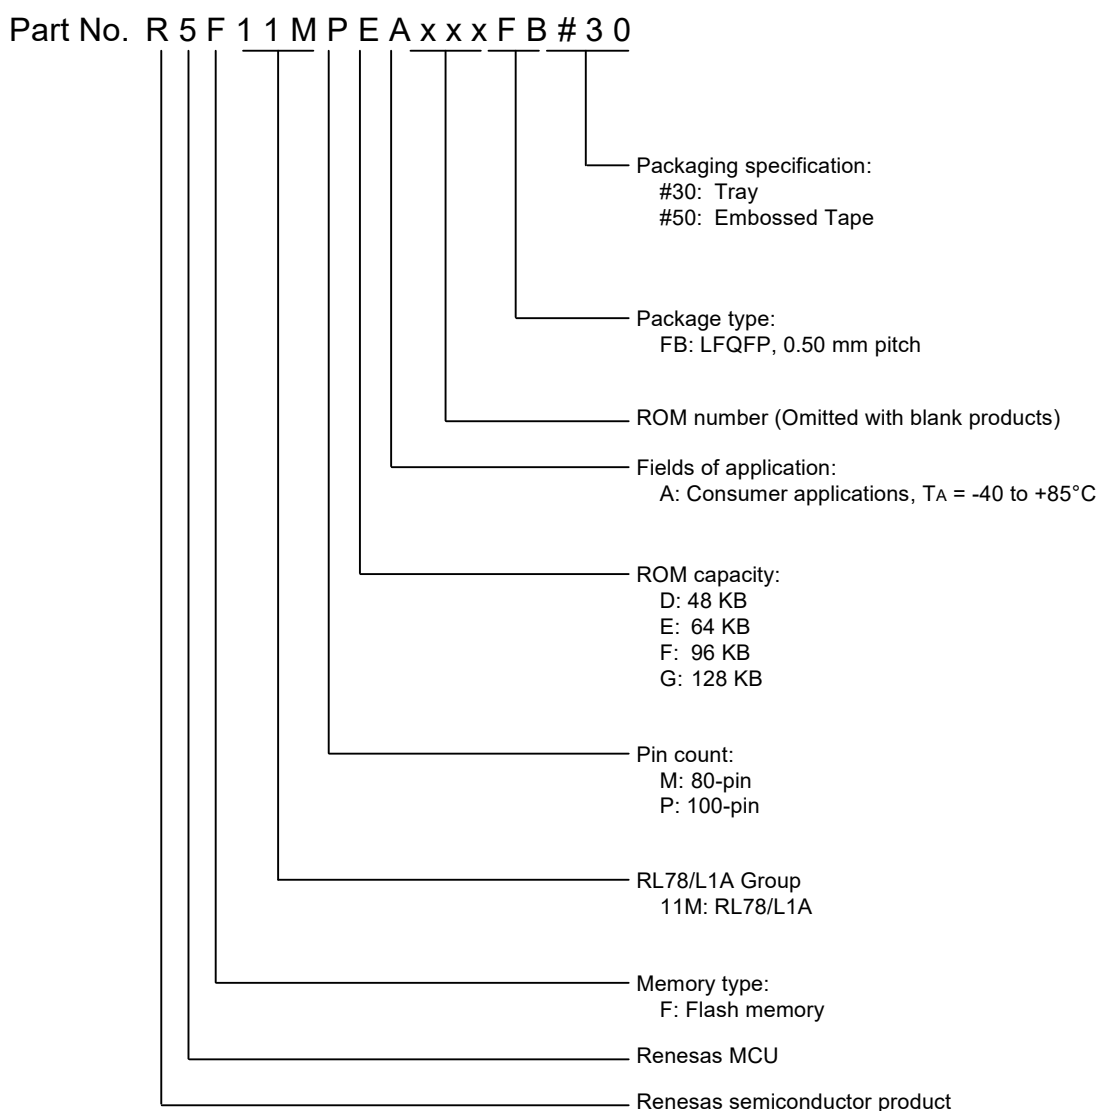 Part No. R 5 F 1 1 M P E A x x x F B # 3 0
Packaging specification:
#30: Tray
#50: Embossed Tape
Package type:
FB: LFQFP, 0.50 mm pitch
ROM number (Omitted with blank products)
Fields of application:
A: Consumer applications, TA = -40 to +85°C
ROM capacity:
D: 48 KB
E: 64 KB
F: 96 KB
G: 128 KB
Pin count:
M: 80-pin
P: 100-pin
RL78/L1A Group
11M: RL78/L1A
Memory type:
F: Flash memory
Renesas MCU
Renesas semiconductor product